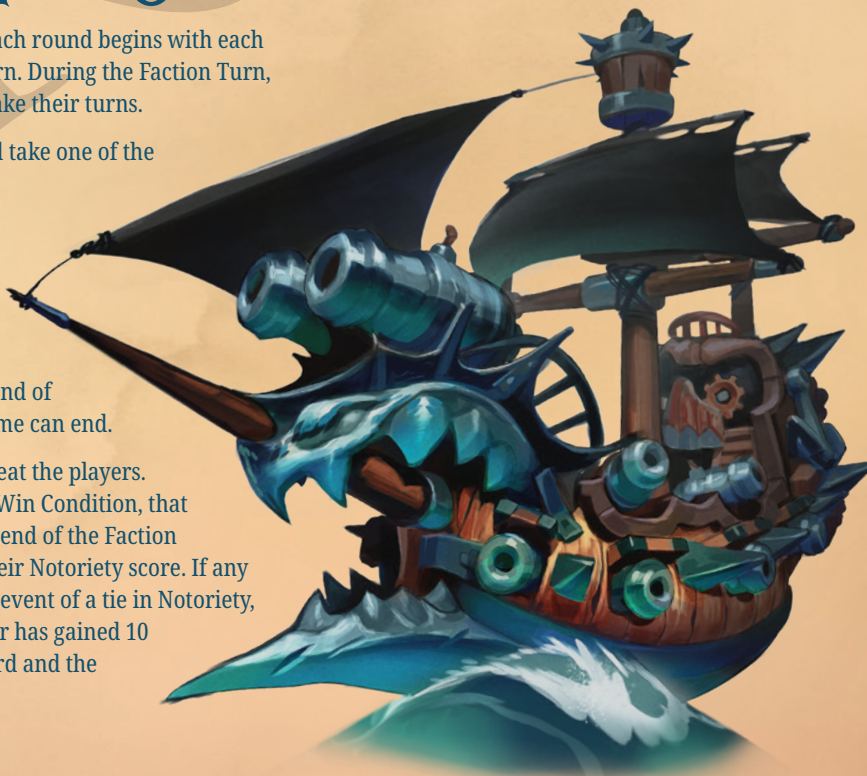 ach round begins with each
rn. During the Faction Turn,
ake their turns.
l take one of the
nd of
me can end.
eat the players.
Win Condition, that
end of the Faction
eir Notoriety score. If any
event of a tie in Notoriety,
r has gained 10
rd and the